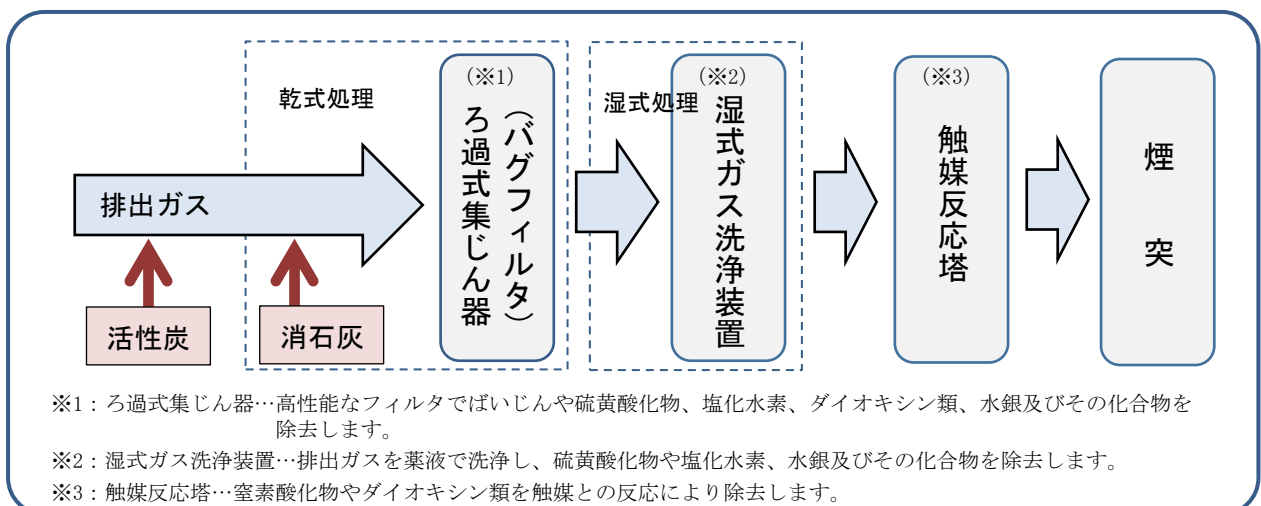 乾式処理
湿式処理
排出ガス
活性炭
消石灰
(※1)
ろ過式集じん器
(バグフィルタ)
(※2)
湿式ガス洗浄装置
(※3)
触媒反応塔
煙突
※1：ろ過式集じん器…高性能なフィルタでばいじんや硫黄酸化物、塩化水素、ダイオキシン類、水銀及びその化合物を
除去します。
※2：湿式ガス洗浄装置…排出ガスを薬液で洗浄し、硫黄酸化物や塩化水素、水銀及びその化合物を除去します。
※3：触媒反応塔…窒素酸化物やダイオキシン類を触媒との反応により除去します。